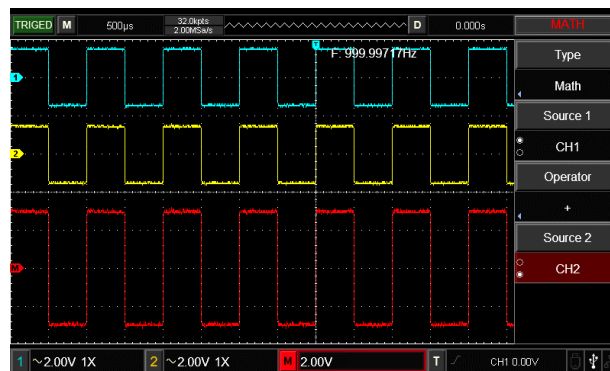 TRIGED M 500µs 32.0kpts D 0.000s MATH
2.00MSa/s
T
F: 999.99717Hz
Type
1
Math
Source 1
CH1
2
Operator
+
Source 2
M
CH2
1 ~2.00V 1X 2 ~2.00V 1X M 2.00V T CH1 0.00V